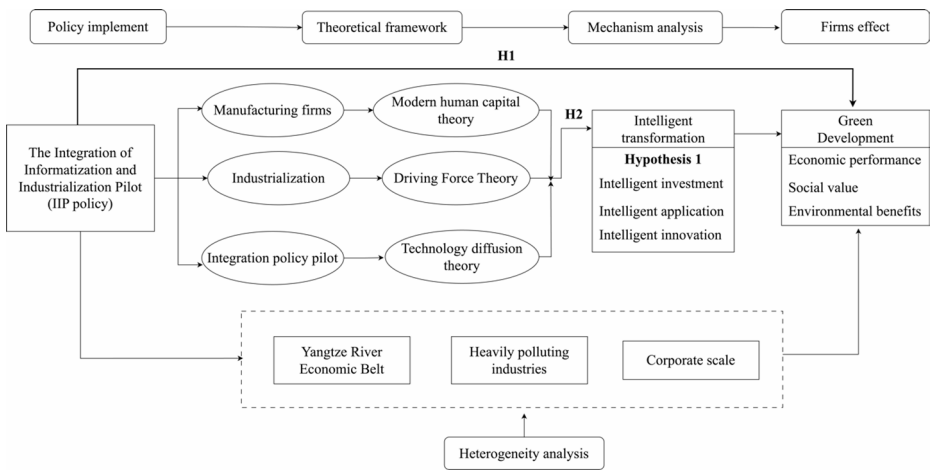 Policy implement
Theoretical framework
Mechanism analysis
Firms effect
H1
The Integration of
Informatization and
Industrialization Pilot
(IIP policy)
Manufacturing firms
Industrialization
Integration policy pilot
Modern human capital
theory
Driving Force Theory
Technology diffusion
theory
H2
Intelligent
transformation
Hypothesis 1
Intelligent investment
Intelligent application
Intelligent innovation
Green
Development
Economic performance
Social value
Environmental benefits
Yangtze River
Economic Belt
Heavily polluting
industries
Corporate scale
Heterogeneity analysis